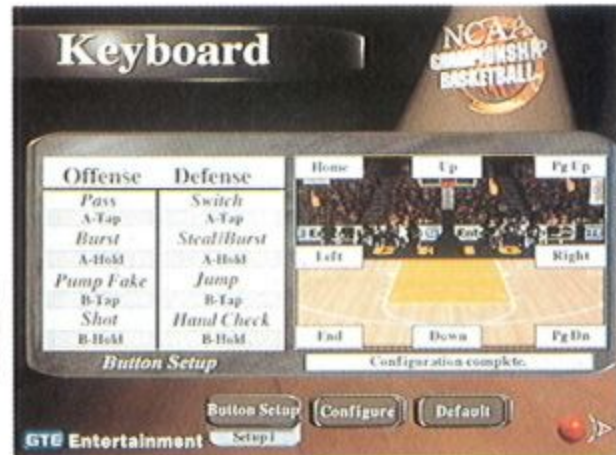 Keyboard
NCAA
CHAMPIONSHIP
BASKETBALL
Offense Defense
Pass Switch
A-Tap A-Tap
Burst Steal/Burst
A-Hold A-Hold
Pump Fake Jump
B-Tap B-Tap
Shot Hand Check
B-Hold B-Hold
Button Setup
Home Up Pg Up
Left Right
End Down Pg Dn
Configuration complete.
Button Setup Configure Default
Setup 1
GTE Entertainment